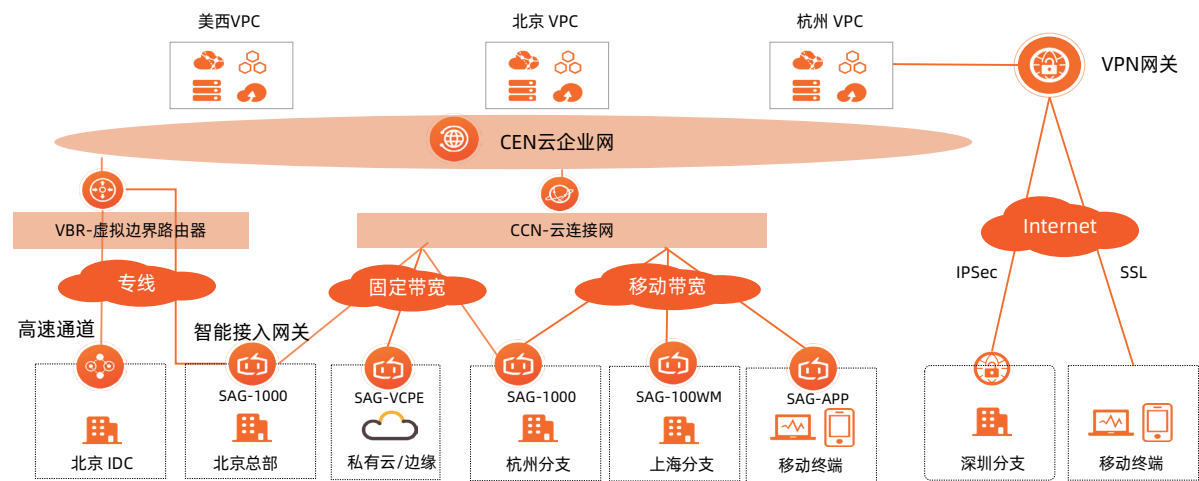 美西VPC
北京 VPC
杭州 VPC
VPN网关
CEN云企业网
VBR-虚拟边界路由器
CCN-云连接网
Internet
专线
固定带宽
移动带宽
IPSec
SSL
高速通道
智能接入网关
SAG-1000
SAG-VCPE
SAG-1000
SAG-100WM
SAG-APP
北京 IDC
北京总部
私有云/边缘
杭州分支
上海分支
移动终端
深圳分支
移动终端